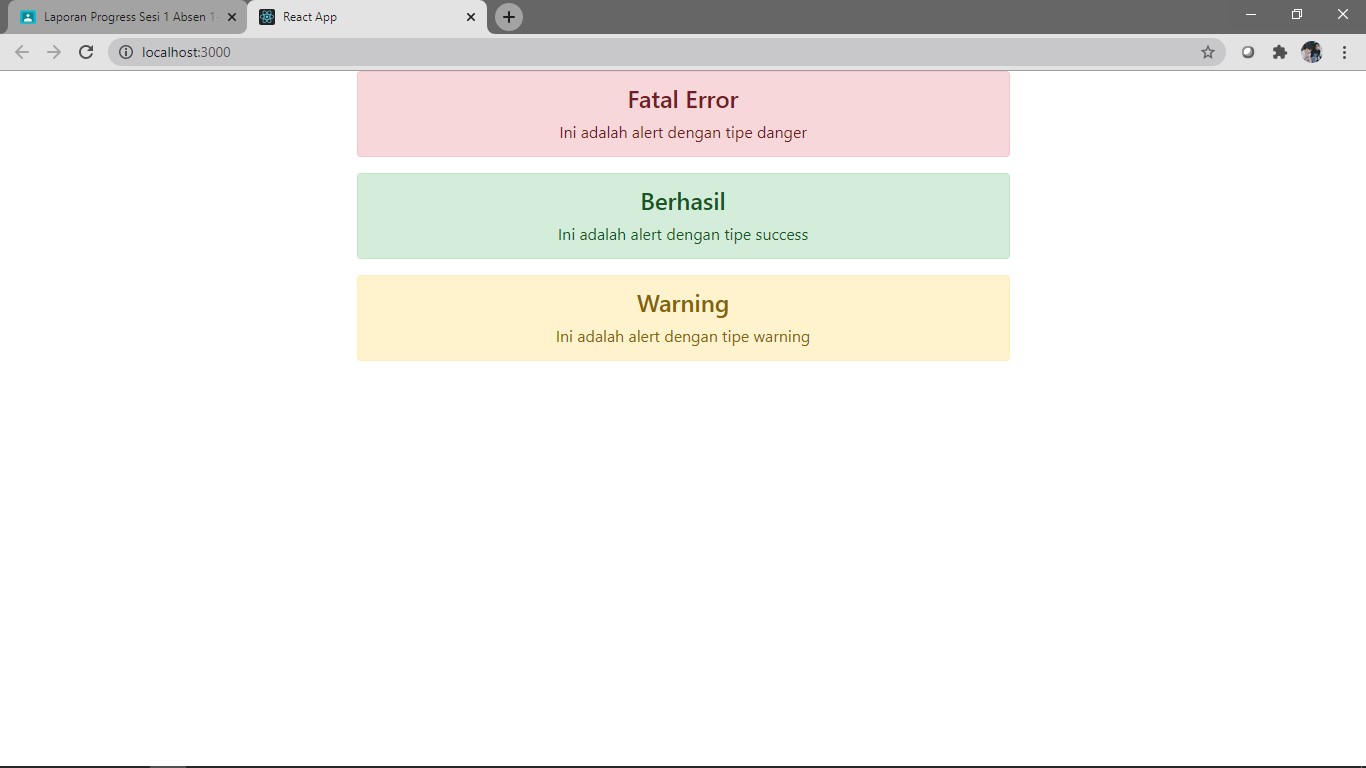 Laporan Progress Sesi 1 Absen 1
React App
localhost:3000
Fatal Error
Ini adalah alert dengan tipe danger
Berhasil
Ini adalah alert dengan tipe success
Warning
Ini adalah alert dengan tipe warning